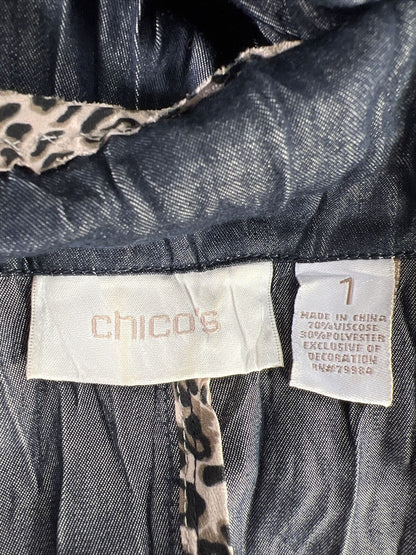 chico's
1
MADE IN CHINA
70%VISCOSE
30%POLYESTER
EXCLUSIVE OF
DECORATION
RN#79984